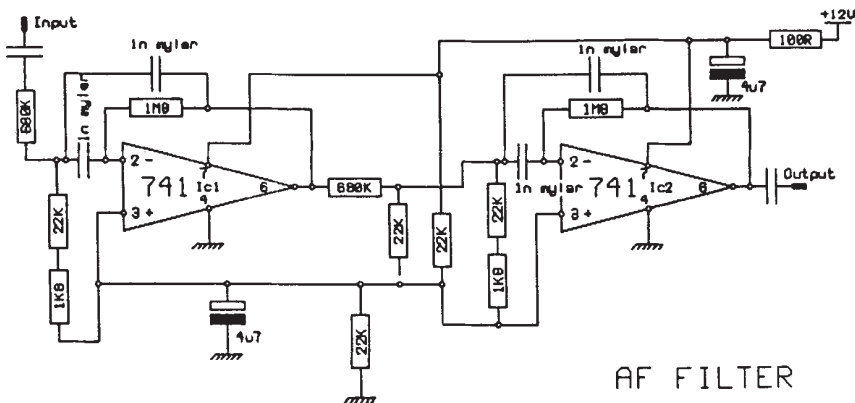 Input
+12V
1n mylar
1n mylar
100R
4u7
680K
1n mylar
1M0
1M0
2-
7
741
Ic1
6
3+
4
680K
2-
1n mylar
7
741
Ic2
6
3+
4
Output
22K
22K
22K
22K
1K8
1K8
4u7
22K
AF FILTER